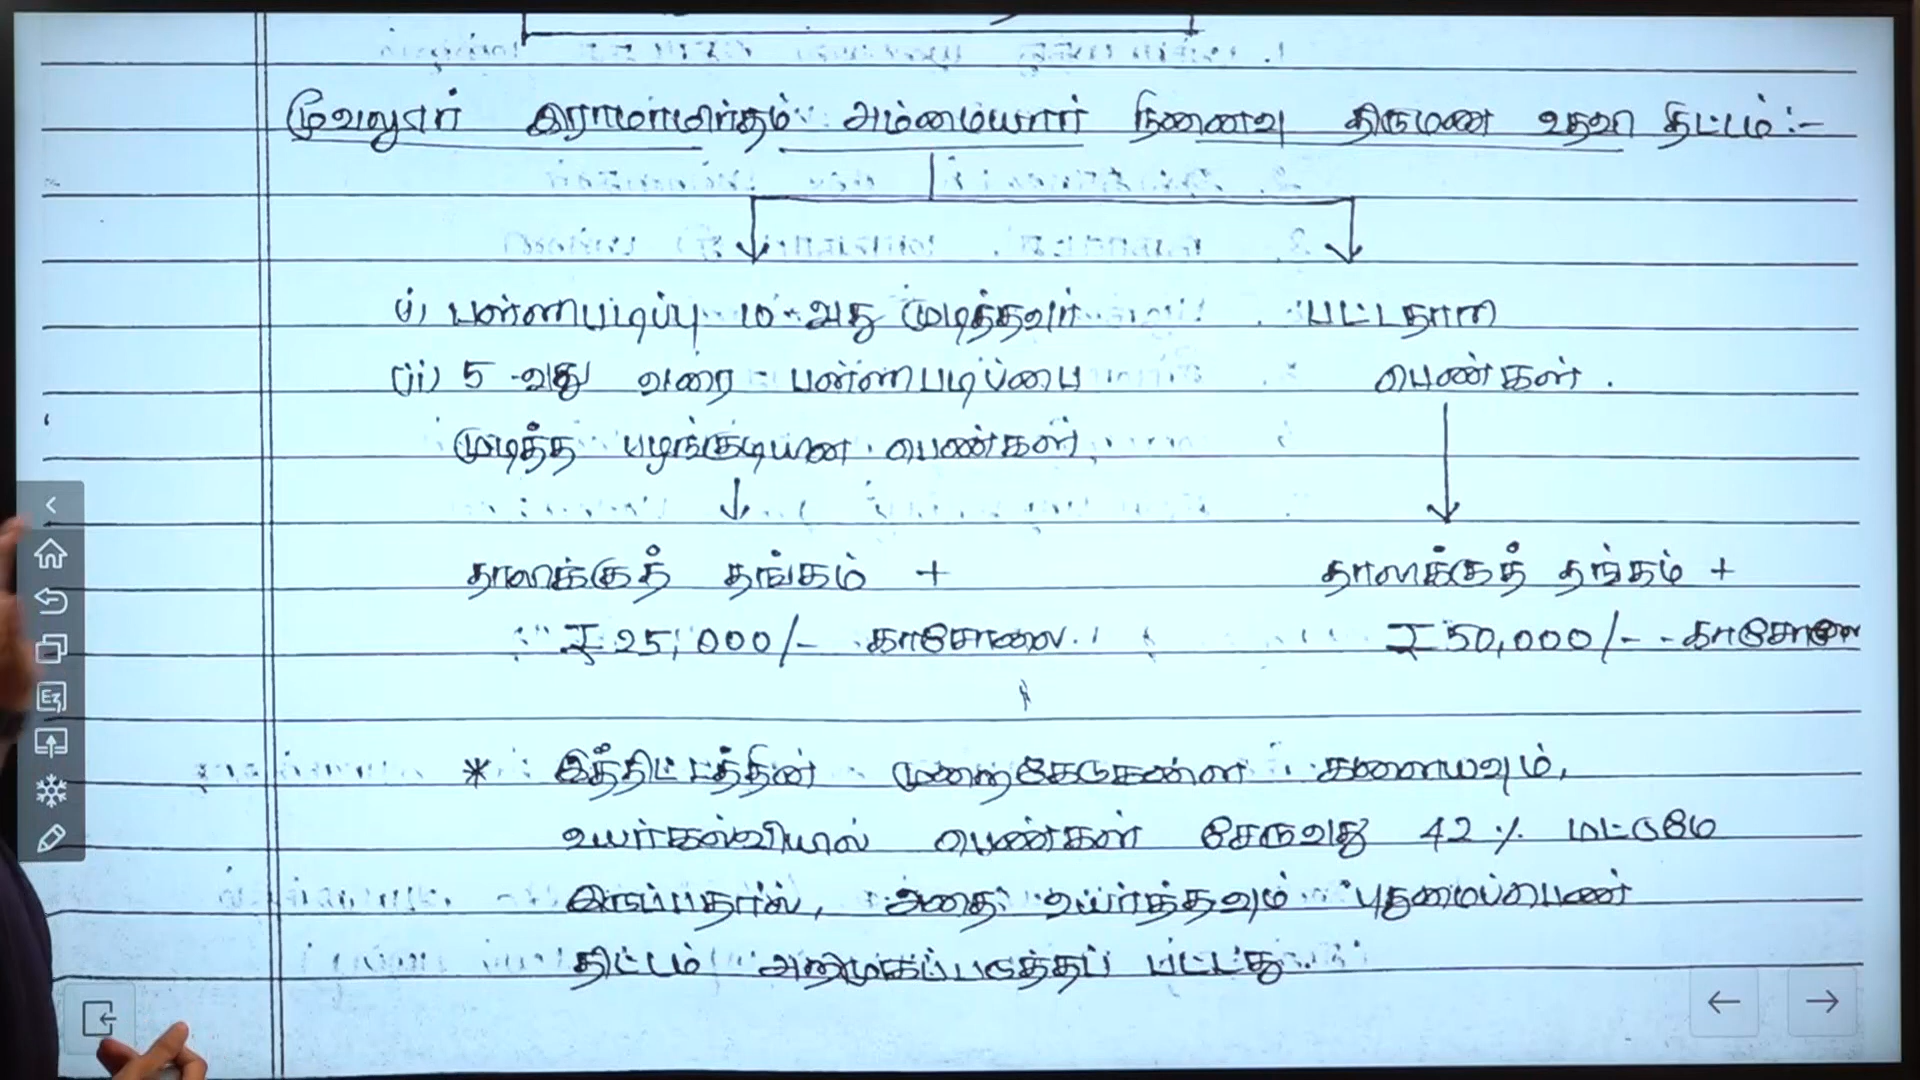 மூவலூர் இராமாமிர்தம் அம்மையார் நினைவு திருமண உதவி திட்டம் :-
i) பள்ளிபடிப்பு 10-அது முடித்தவர் பட்டதாரி
(ii) 5-வது வரை பள்ளிபடிப்பை பெண்கள்.
முடித்த பழங்குடியின பெண்கள்.
தாலிக்குத் தங்கம் + தாலிக்குத் தங்கம் +
₹ 25,000/- காசோலை. ₹ 50,000/- - காசோலை
* இத்திட்டத்தின் முறைகேடுகளை களையவும்,
உயர்கல்வியில் பெண்கள் சேருவது 42 % மட்டுமே
இருப்பதால், அதை உயர்த்தவும் புதுமைப்பெண்
திட்டம் அறிமுகப்படுத்தப் பட்டது.